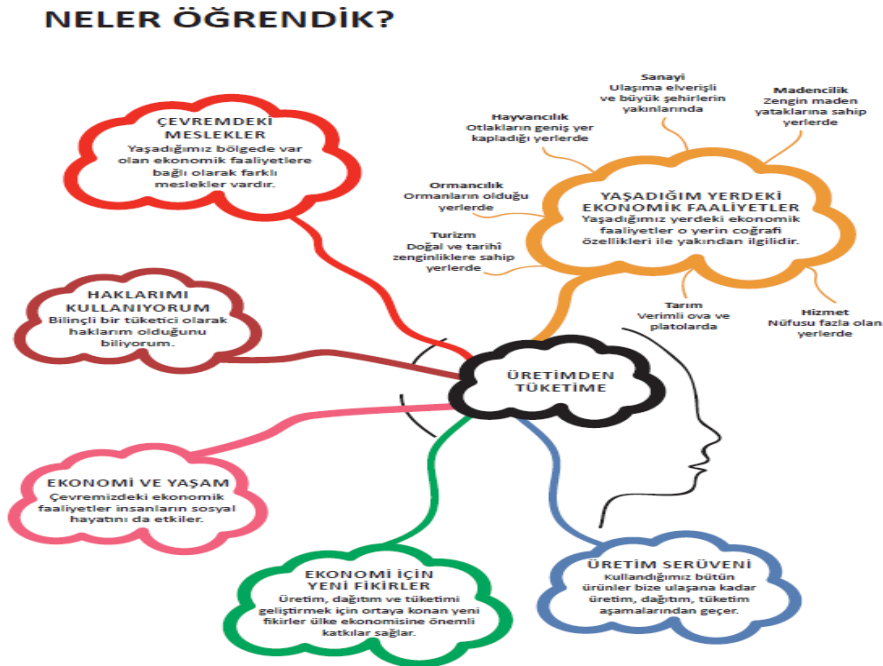 NELER ÖĞRENDİK?
ÇEVREMDEKİ
MESLEKLER
Yaşadığımız bölgede var
olan ekonomik faaliyetlere
bağlı olarak farklı
meslekler vardır.
Sanayi
Ulaşıma elverişli
ve büyük şehirlerin
yakınlarında
Madencilik
Zengin maden
yataklarına sahip
yerlerde
Hayvancılık
Otlakların geniş yer
kapladığı yerlerde
Ormancılık
Ormanların olduğu
yerlerde
Turizm
Doğal ve tarihî
zenginliklere sahip
yerlerde
YAŞADIĞIM YERDEKİ
EKONOMİK FAALİYETLER
Yaşadığımız yerdeki ekonomik
faaliyetler o yerin coğrafi
özellikleri ile yakından ilgilidir.
Tarım
Verimli ova ve
platolarda
Hizmet
Nüfusu fazla olan
yerlerde
HAKLARIMI
KULLANIYORUM
Bilinçli bir tüketici olarak
haklarım olduğunu
biliyorum.
ÜRETİMDEN
TÜKETİME
EKONOMİ VE YAŞAM
Çevremizdeki ekonomik
faaliyetler insanların sosyal
hayatını da etkiler.
EKONOMİ İÇİN
YENİ FİKİRLER
Üretim, dağıtım ve tüketimi
geliştirmek için ortaya konan yeni
fikirler ülke ekonomisine önemli
katkılar sağlar.
ÜRETİM SERÜVENİ
Kullandığımız bütün
ürünler bize ulaşana kadar
üretim, dağıtım, tüketim
aşamalarından geçer.